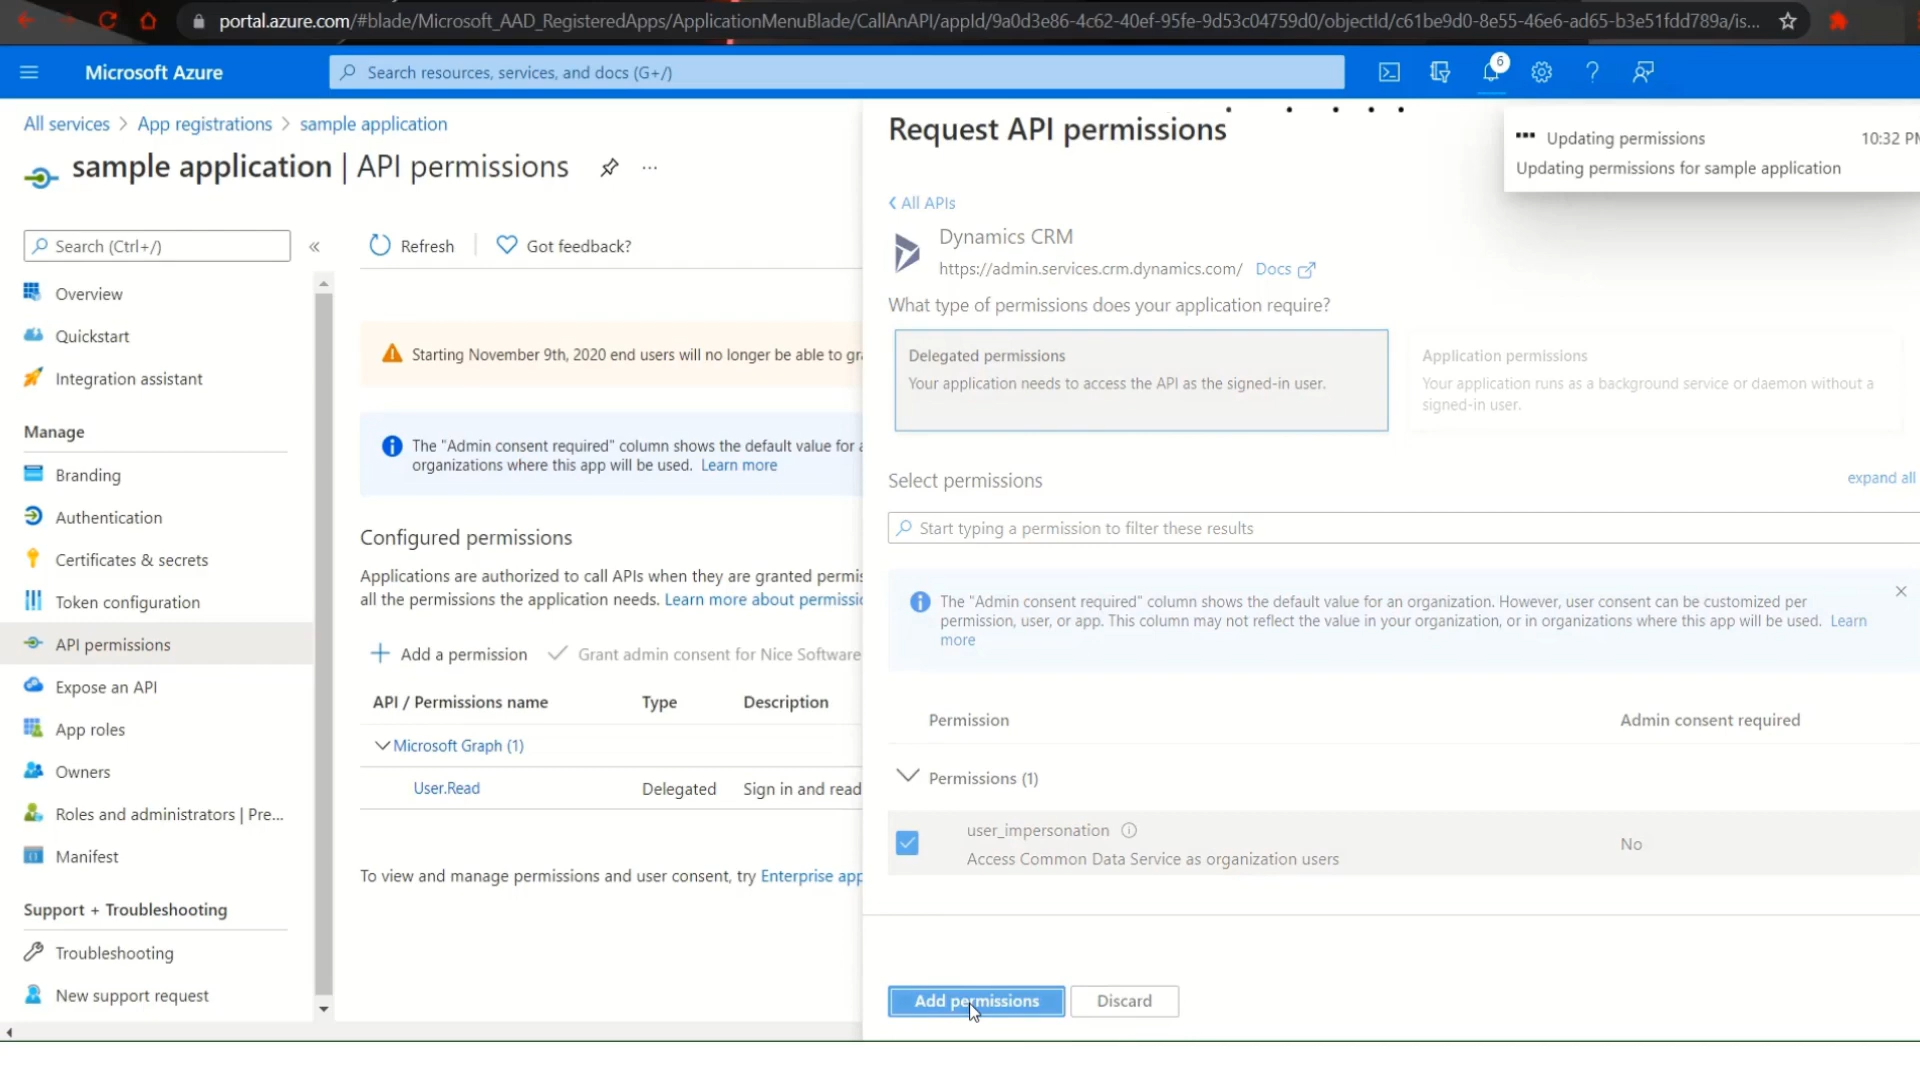 portal.azure.com/#blade/Microsoft_AAD_RegisteredApps/ApplicationMenuBlade/CallAnAPI/appId/9a0d3e86-4c62-40ef-95fe-9d53c04759d0/objectId/c61be9d0-8e55-46e6-ad65-b3e51fdd789a/is...
Microsoft Azure
Search resources, services, and docs (G+/)
6
All services > App registrations > sample application
sample application | API permissions
...
Search (Ctrl+/)
«
Overview
Quickstart
Integration assistant
Manage
Branding
Authentication
Certificates & secrets
Token configuration
API permissions
Expose an API
App roles
Owners
Roles and administrators | Pre...
Manifest
Support + Troubleshooting
Troubleshooting
New support request
Refresh
Got feedback?
Starting November 9th, 2020 end users will no longer be able to gr
The "Admin consent required" column shows the default value for a
organizations where this app will be used. Learn more
Configured permissions
Applications are authorized to call APIs when they are granted permis
all the permissions the application needs. Learn more about permissio
Add a permission
Grant admin consent for Nice Software
API / Permissions name Type Description
Microsoft Graph (1)
User.Read Delegated Sign in and read
To view and manage permissions and user consent, try Enterprise app
Request API permissions
All APIs
Dynamics CRM
https://admin.services.crm.dynamics.com/ Docs
What type of permissions does your application require?
Delegated permissions
Your application needs to access the API as the signed-in user.
Application permissions
Your application runs as a background service or daemon without a
signed-in user.
Select permissions
expand all
Start typing a permission to filter these results
The "Admin consent required" column shows the default value for an organization. However, user consent can be customized per
permission, user, or app. This column may not reflect the value in your organization, or in organizations where this app will be used. Learn
more
Permission Admin consent required
Permissions (1)
user_impersonation
Access Common Data Service as organization users
No
Add permissions
Discard
Updating permissions 10:32 PM
Updating permissions for sample application